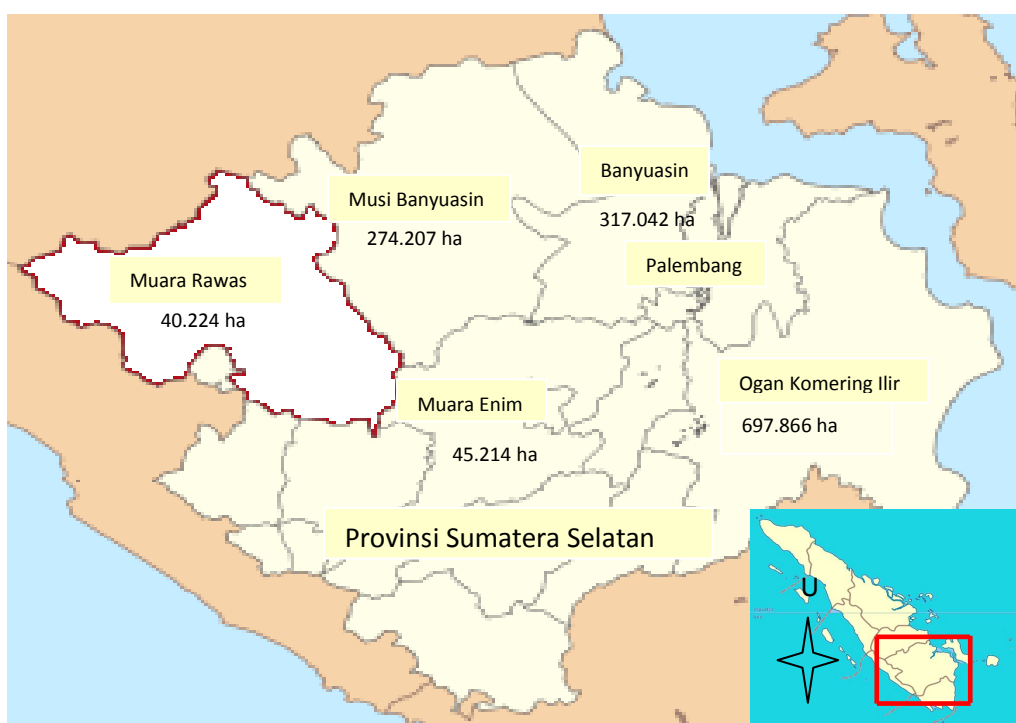 Banyuasin
317.042 ha
Musi Banyuasin
274.207 ha
Palembang
Muara Rawas
40.224 ha
Ogan Komering Ilir
697.866 ha
Muara Enim
45.214 ha
Provinsi Sumatera Selatan
U